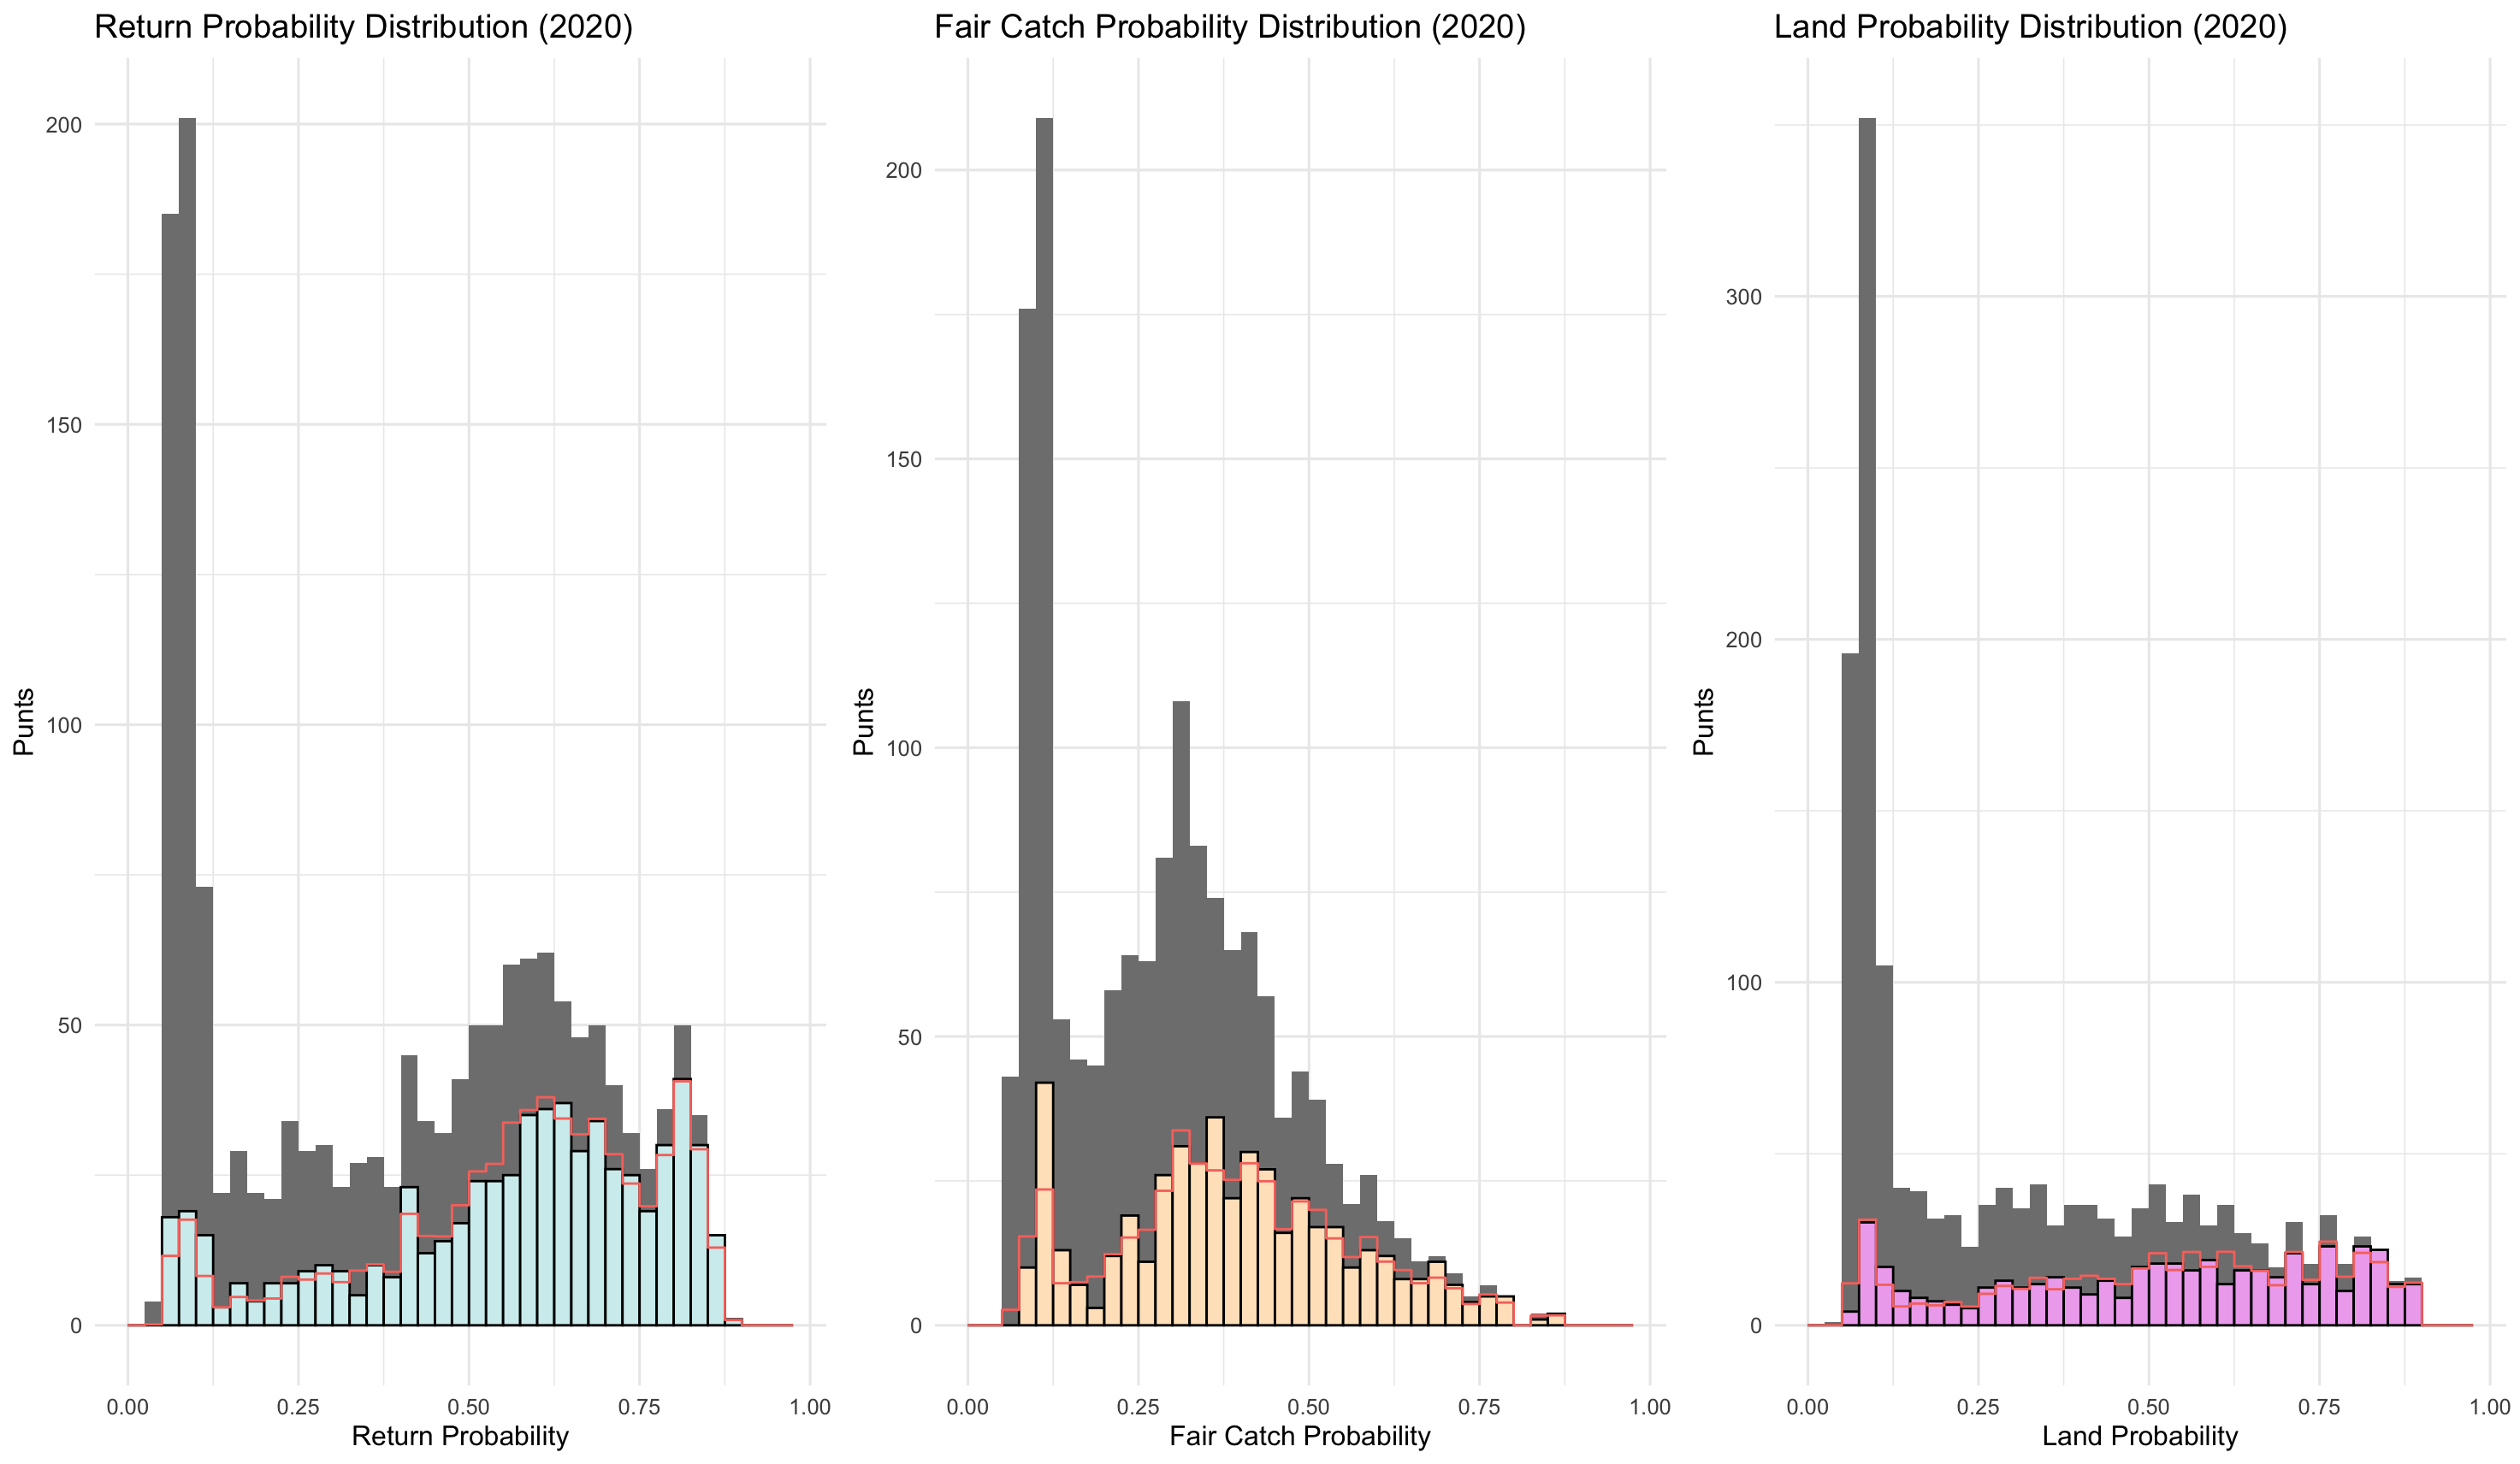 Return Probability Distribution (2020)
Punts
200
150
100
50
0
0.00 0.25 0.50 0.75 1.00
Return Probability
Fair Catch Probability Distribution (2020)
Punts
200
150
100
50
0
0.00 0.25 0.50 0.75 1.00
Fair Catch Probability
Land Probability Distribution (2020)
Punts
300
200
100
0
0.00 0.25 0.50 0.75 1.00
Land Probability